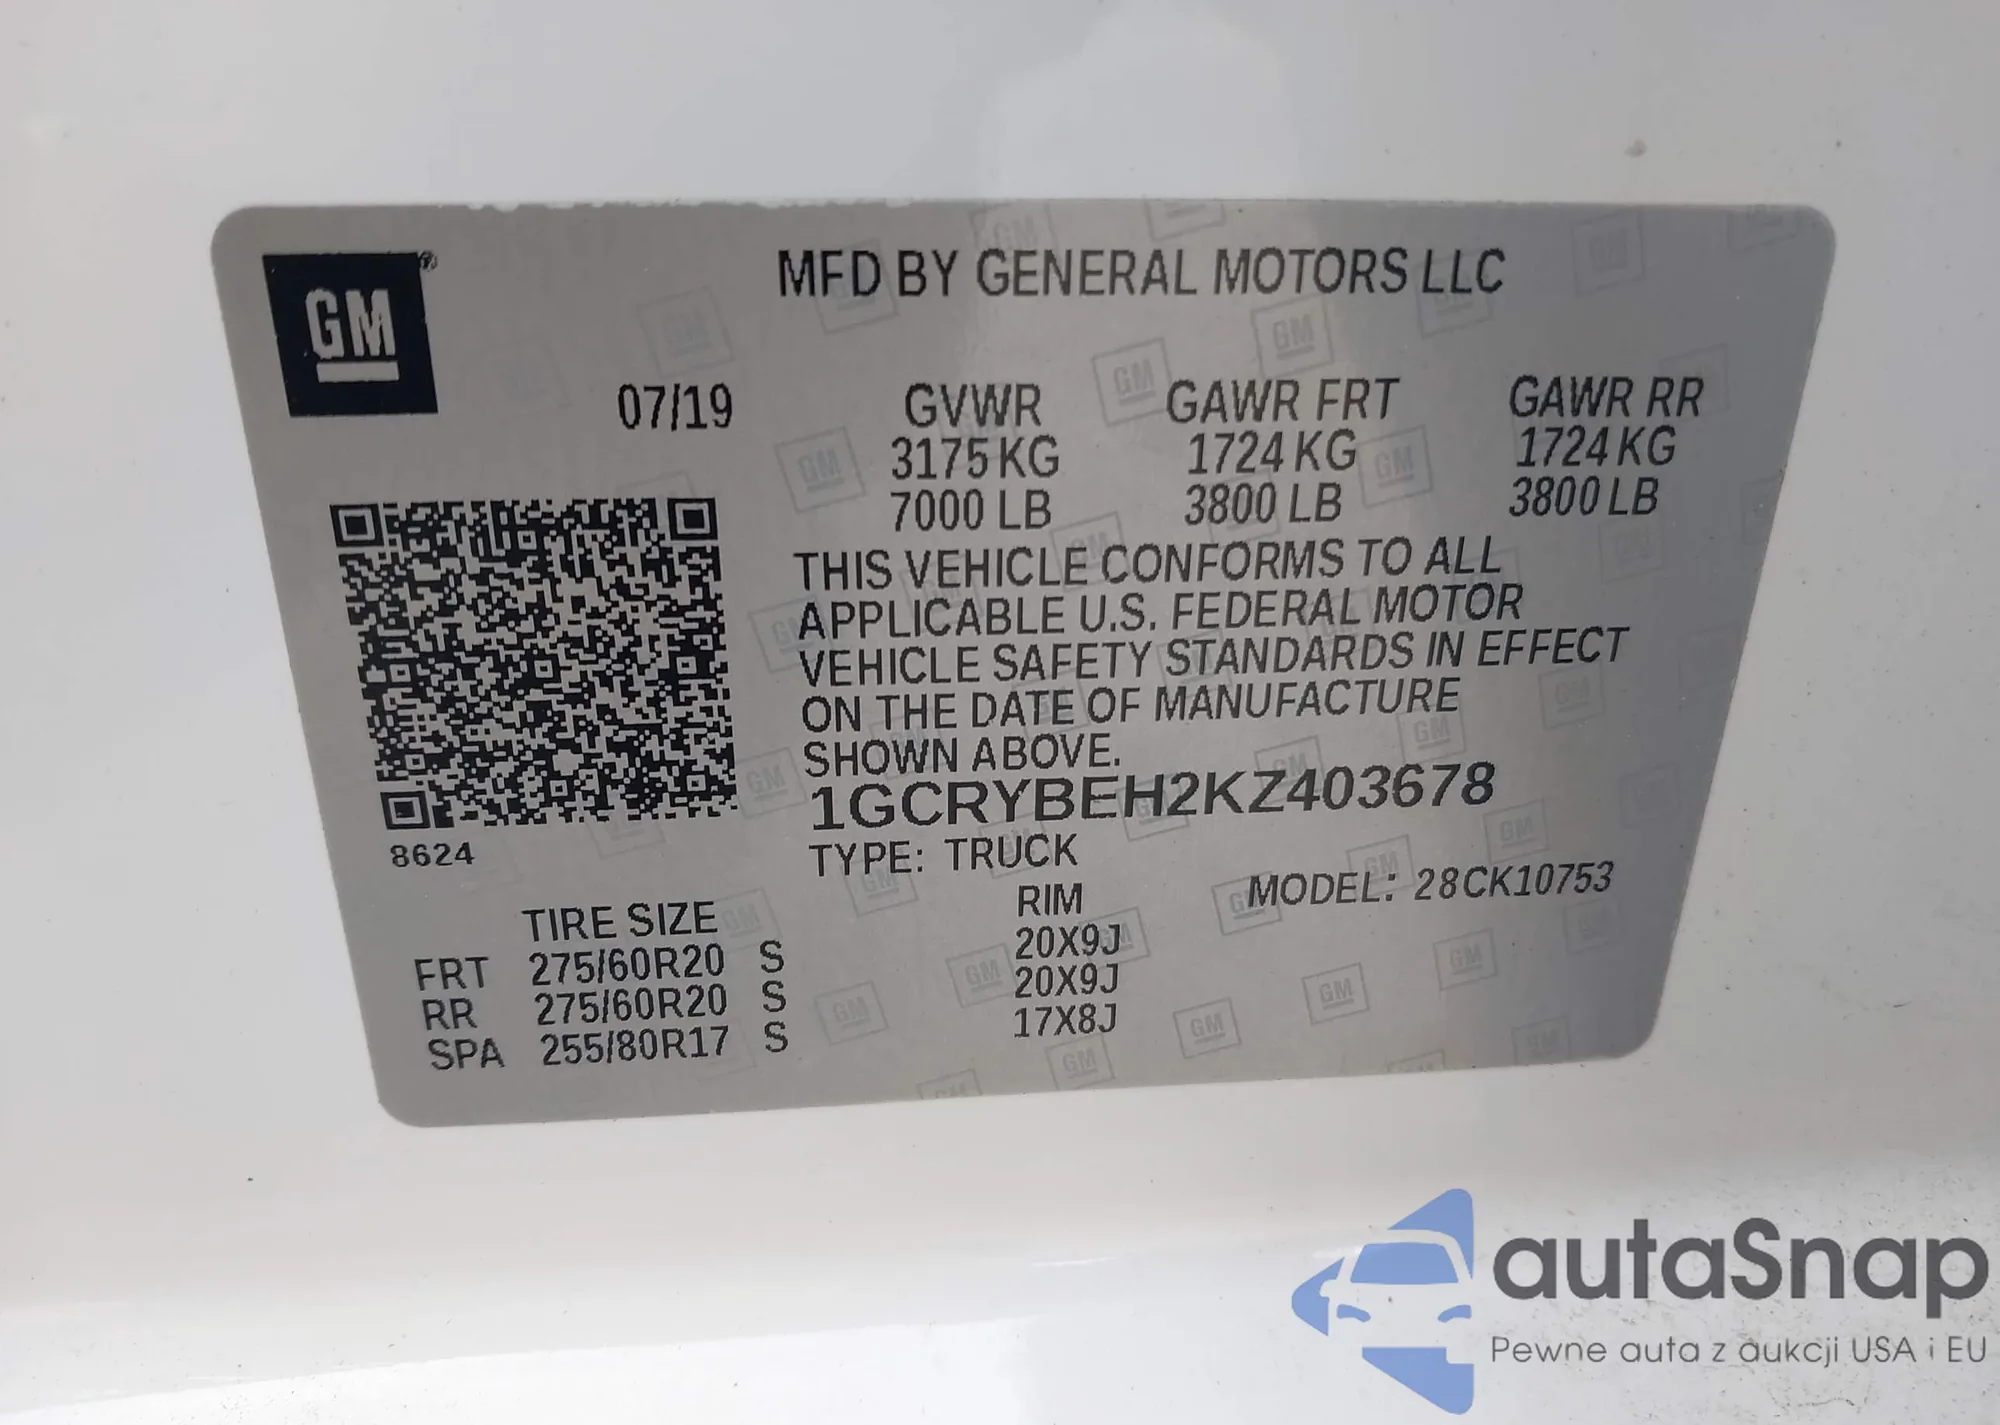 GM®
MFD BY GENERAL MOTORS LLC
07/19
GVWR GAWR FRT GAWR RR
3175 KG 1724 KG 1724 KG
7000 LB 3800 LB 3800 LB
THIS VEHICLE CONFORMS TO ALL
APPLICABLE U.S. FEDERAL MOTOR
VEHICLE SAFETY STANDARDS IN EFFECT
ON THE DATE OF MANUFACTURE
SHOWN ABOVE.
1GCRYBEH2KZ403678
8624
TYPE: TRUCK
MODEL: 28CK10753
TIRE SIZE RIM
FRT 275/60R20 S 20X9J
RR 275/60R20 S 20X9J
SPA 255/80R17 S 17X8J
autaSnap
Pewne auta z aukcji USA i EU